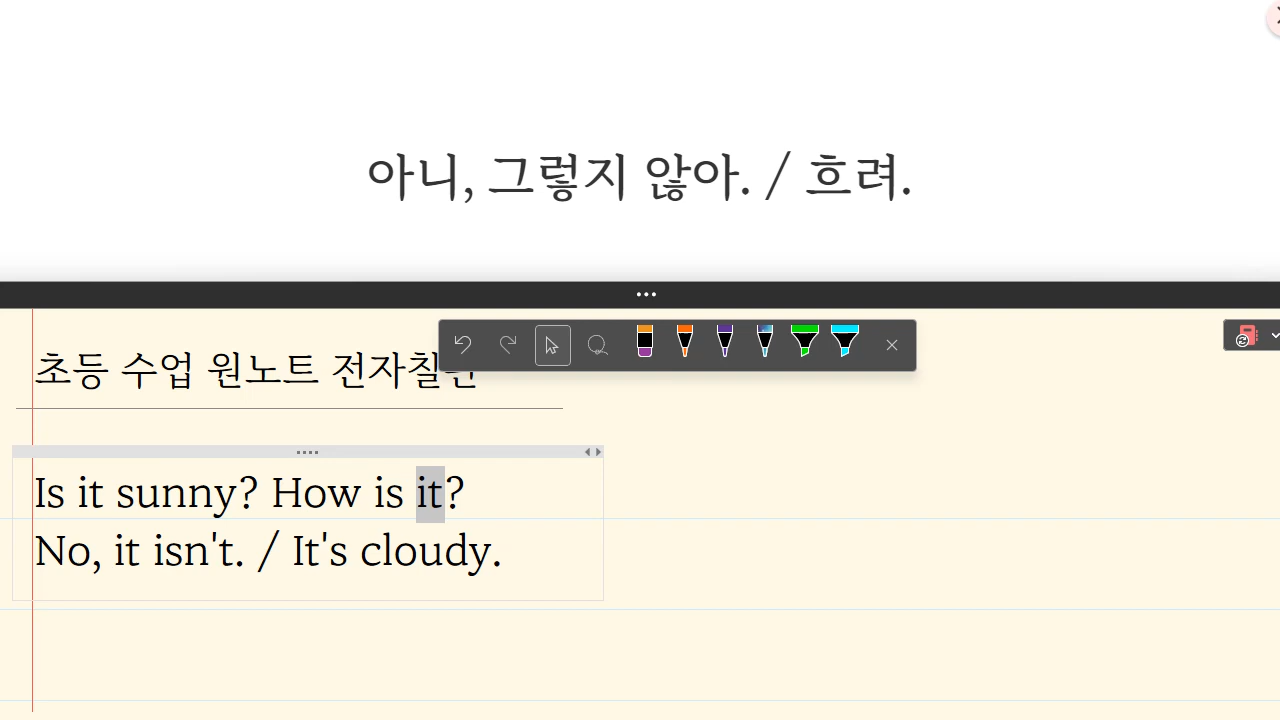 아니, 그렇지 않아. / 흐려.
초등 수업 원노트 전자칠판
Is it sunny? How is it?
No, it isn't. / It's cloudy.